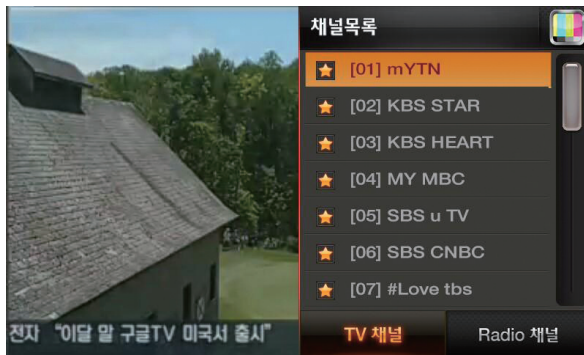 채널목록
[01] mYTN
[02] KBS STAR
[03] KBS HEART
[04] MY MBC
[05] SBS u TV
[06] SBS CNBC
[07] #Love tbs
전자 “이달 말 구글TV 미국서 출시”
TV 채널
Radio 채널